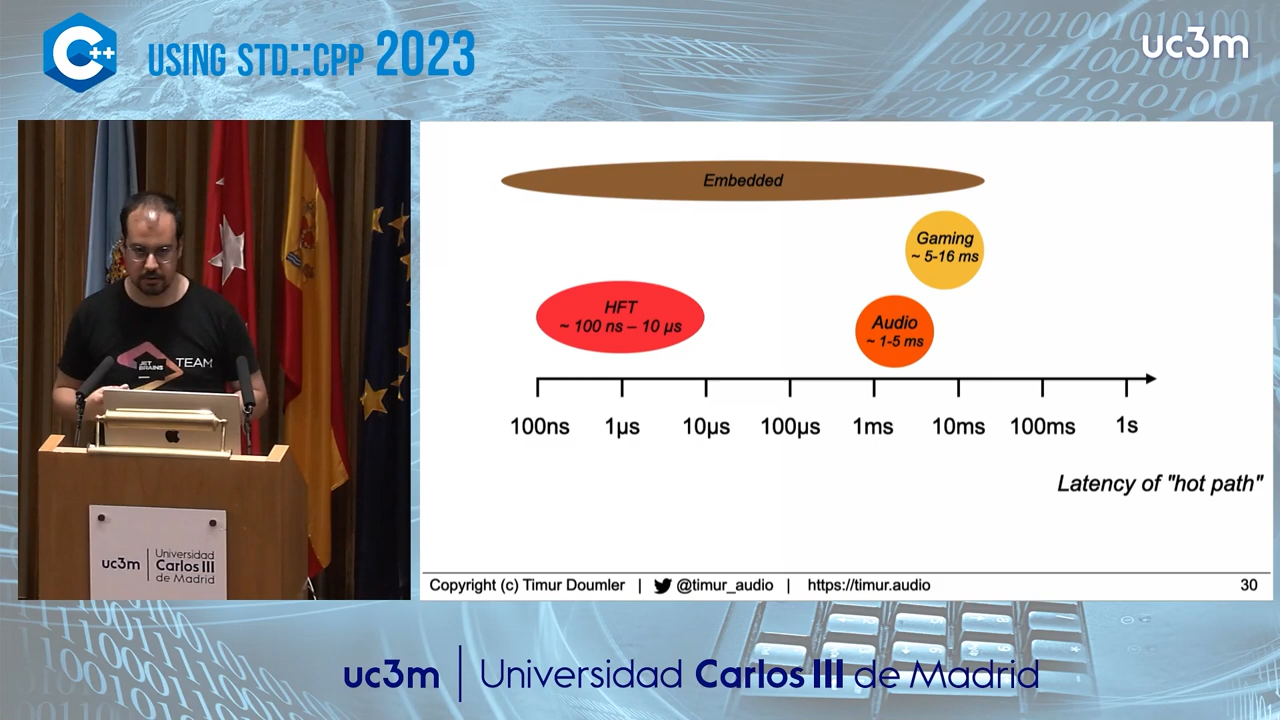 C++
USING STD::CPP 2023
uc3m
Embedded
Gaming
~ 5-16 ms
HFT
~ 100 ns – 10 µs
Audio
~ 1-5 ms
100ns 1µs 10µs 100µs 1ms 10ms 100ms 1s
Latency of "hot path"
Copyright (c) Timur Doumler | @timur_audio | https://timur.audio 30
JET
BRAINS
TEAM
uc3m
Universidad
Carlos III
de Madrid
uc3m | Universidad Carlos III de Madrid